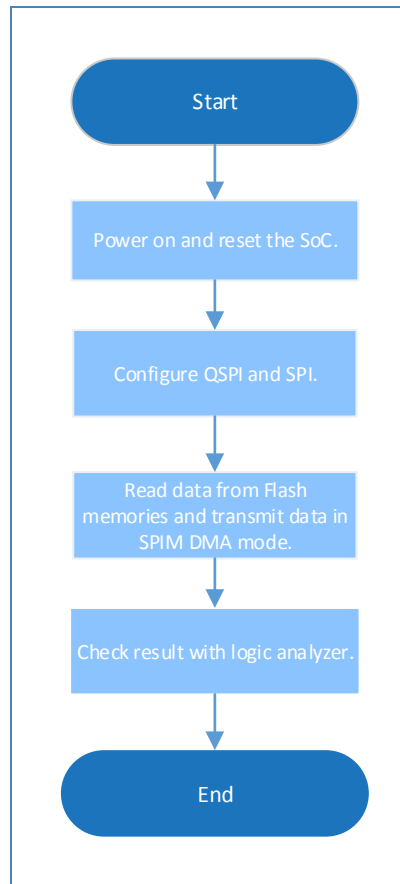 Start
Power on and reset the SoC.
Configure QSPI and SPI.
Read data from Flash
memories and transmit data in
SPIM DMA mode.
Check result with logic analyzer.
End